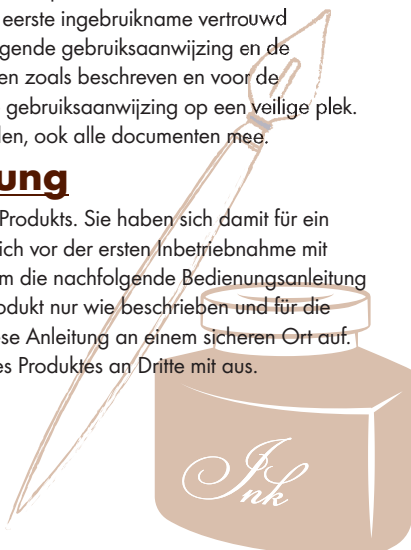 eerste ingebruikname vertrouwd
gende gebruiksaanwijzing en de
en zoals beschreven en voor de
gebruiksaanwijzing op een veilige plek.
len, ook alle documenten mee.
ung
Produkts. Sie haben sich damit für ein
ich vor der ersten Inbetriebnahme mit
m die nachfolgende Bedienungsanleitung
odukt nur wie beschrieben und für die
ese Anleitung an einem sicheren Ort auf.
es Produktes an Dritte mit aus.
Ink